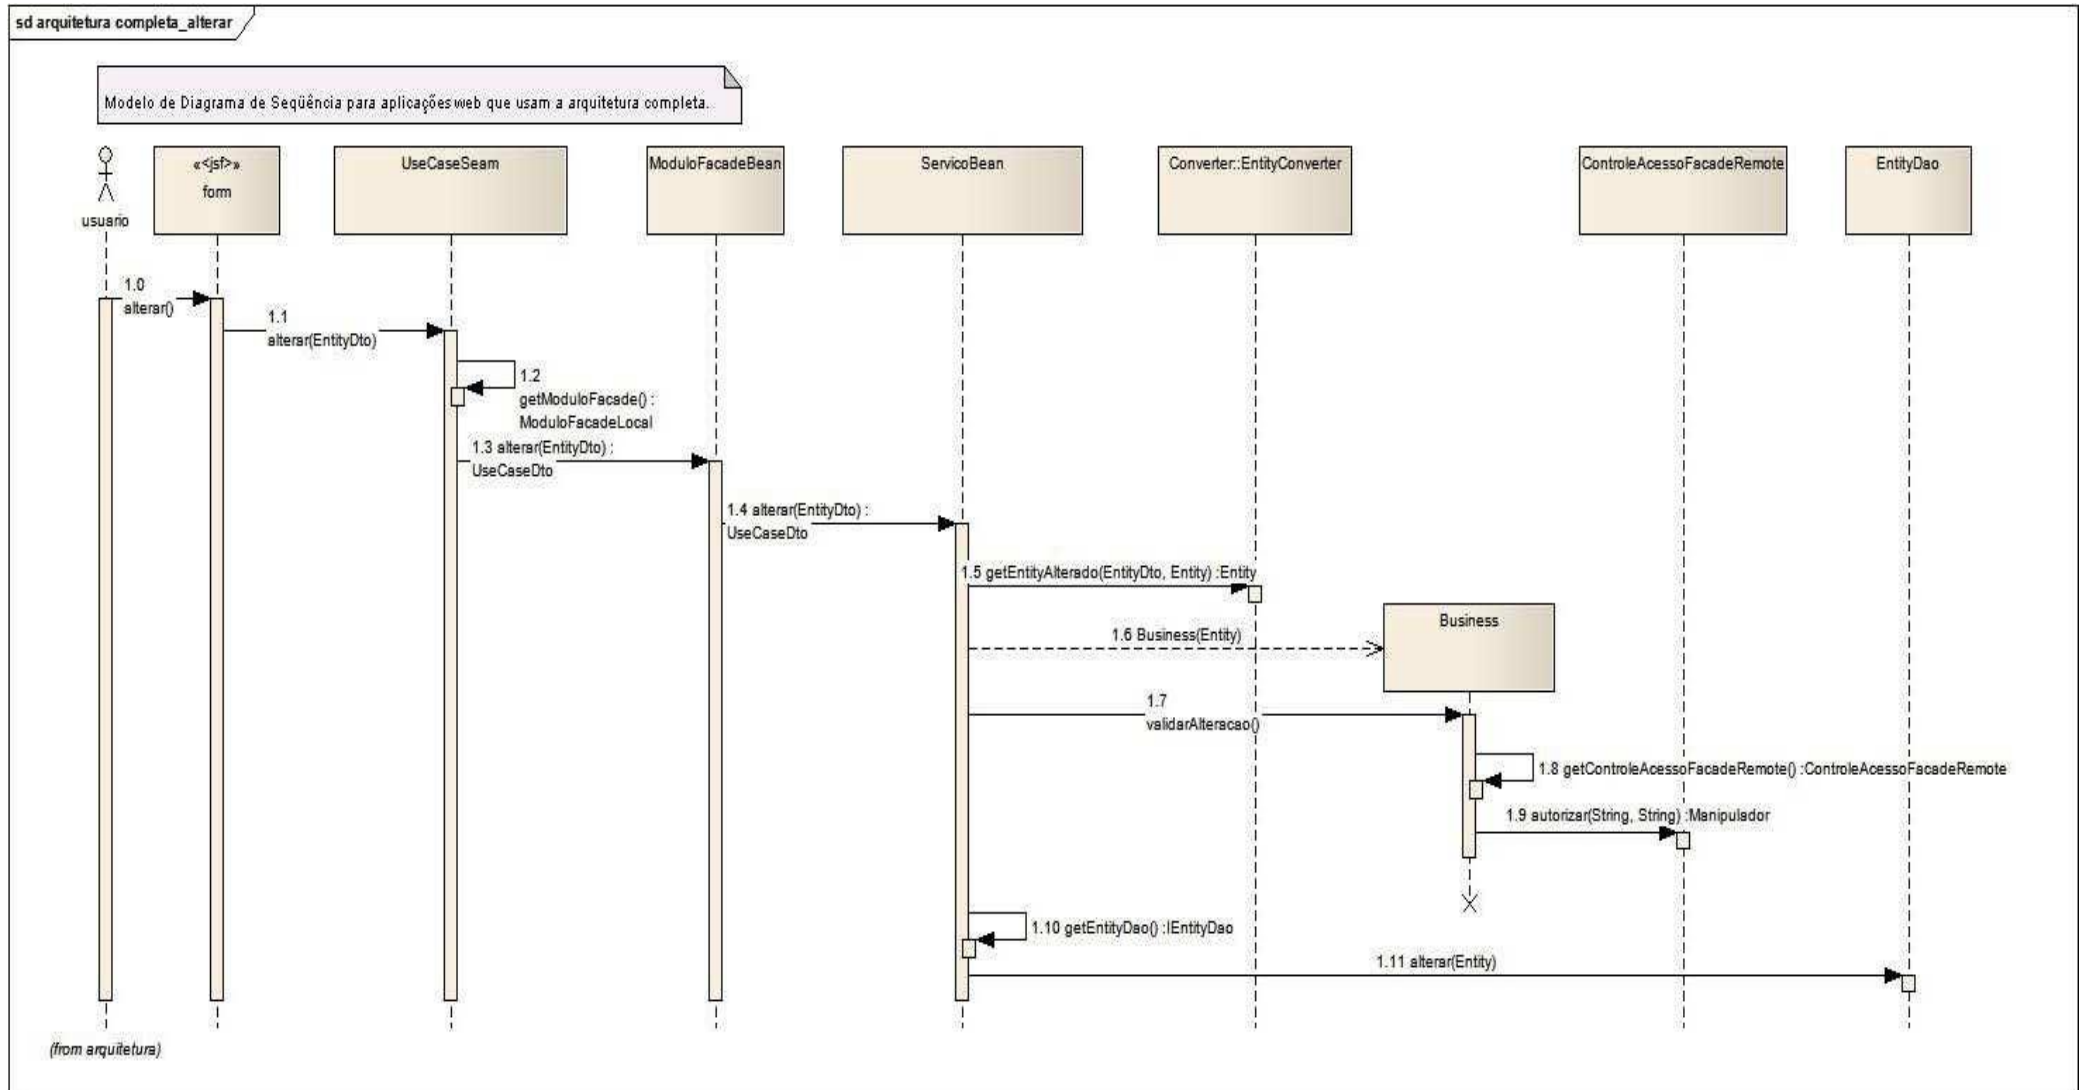 sd arquitetura completa_alterar
Modelo de Diagrama de Seqüência para aplicações web que usam a arquitetura completa.
usuario
«<jsf>»
form
UseCaseSeam
ModuloFacadeBean
ServicoBean
Converter::EntityConverter
ControleAcessoFacadeRemote
EntityDao
1.0
alterar()
1.1
alterar(EntityDto)
1.2
getModuloFacade() :
ModuloFacadeLocal
1.3 alterar(EntityDto) :
UseCaseDto
1.4 alterar(EntityDto) :
UseCaseDto
1.5 getEntityAlterado(EntityDto, Entity) :Entity
Business
1.6 Business(Entity)
1.7
validarAlteracao()
1.8 getControleAcessoFacadeRemote() :ControleAcessoFacadeRemote
1.9 autorizar(String, String) :Manipulador
1.10 getEntityDao() :IEntityDao
1.11 alterar(Entity)
(from arquitetura)